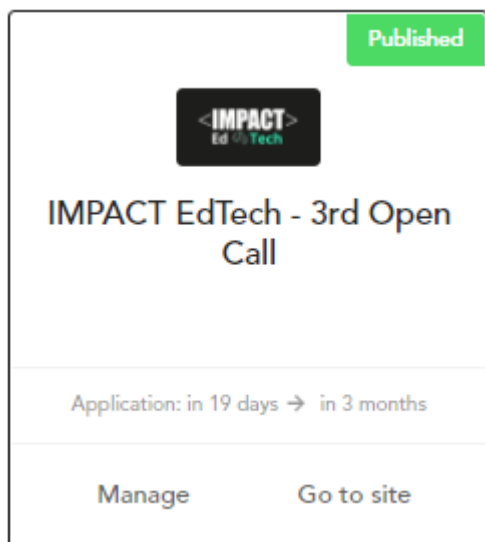 Published
<IMPACT>
Ed Tech
IMPACT EdTech - 3rd Open
Call
Application: in 19 days → in 3 months
Manage Go to site